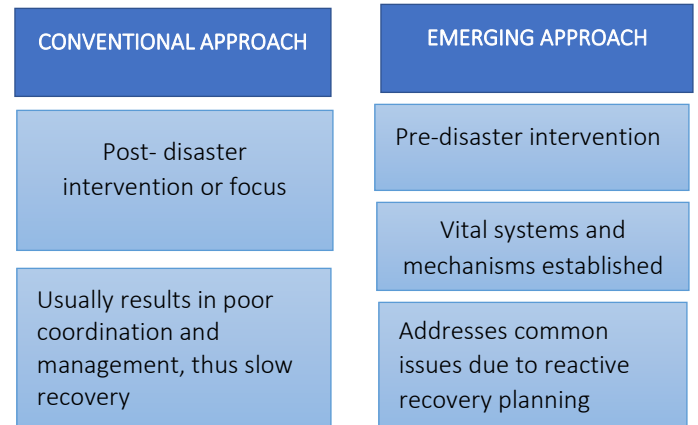 CONVENTIONAL APPROACH
Post- disaster
intervention or focus
Usually results in poor
coordination and
management, thus slow
recovery
EMERGING APPROACH
Pre-disaster intervention
Vital systems and
mechanisms established
Addresses common
issues due to reactive
recovery planning